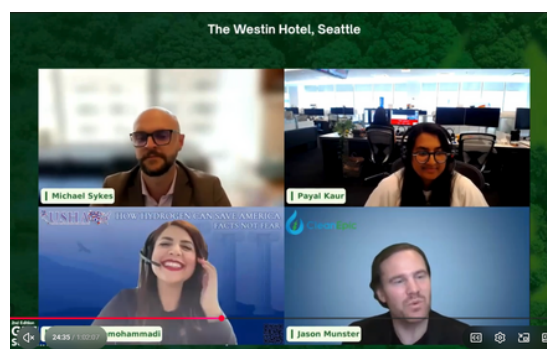 The Westin Hotel, Seattle
Michael Sykes
Payal Kaur
HOW HYDROGEN CAN SAVE AMERICA
FACTS NOT FEAR
mohammadi
Jason Munster
24:35 / 1:02:07